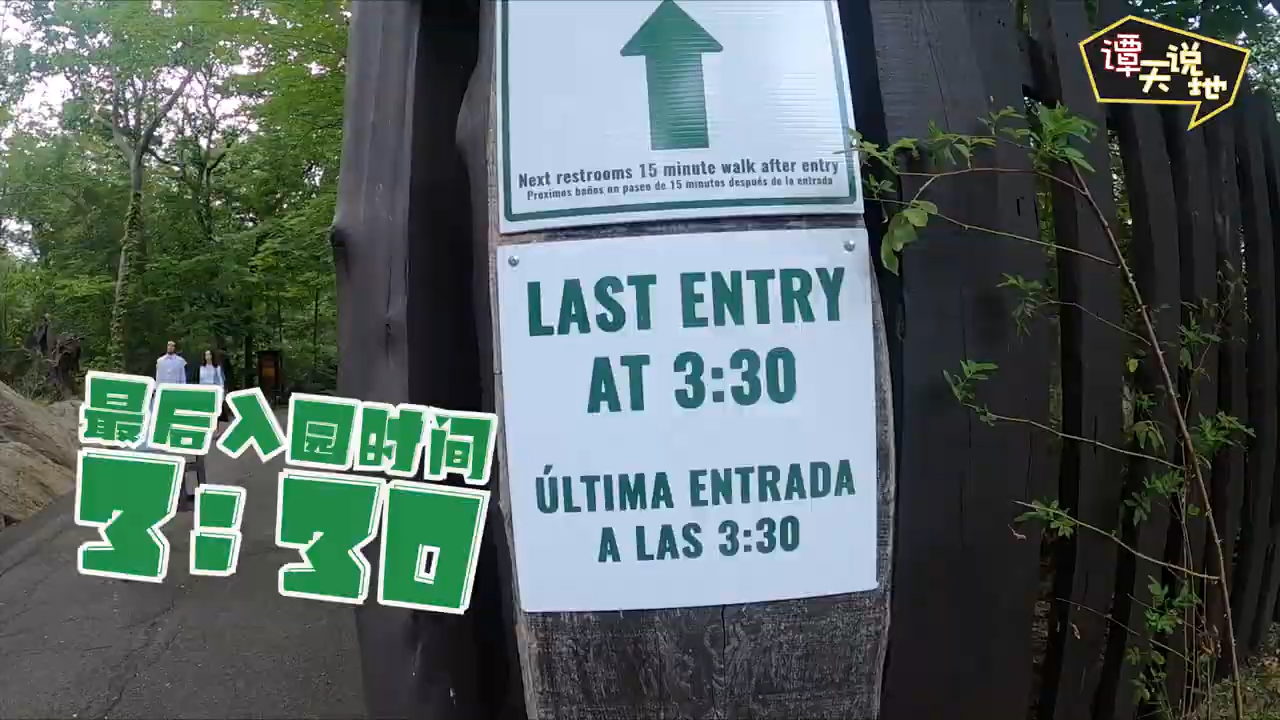 谭天说地
Next restrooms 15 minute walk after entry
Proximos baños un paseo de 15 minutos después de la entrada
LAST ENTRY
AT 3:30
ÚLTIMA ENTRADA
A LAS 3:30
最后入园时间
3:30